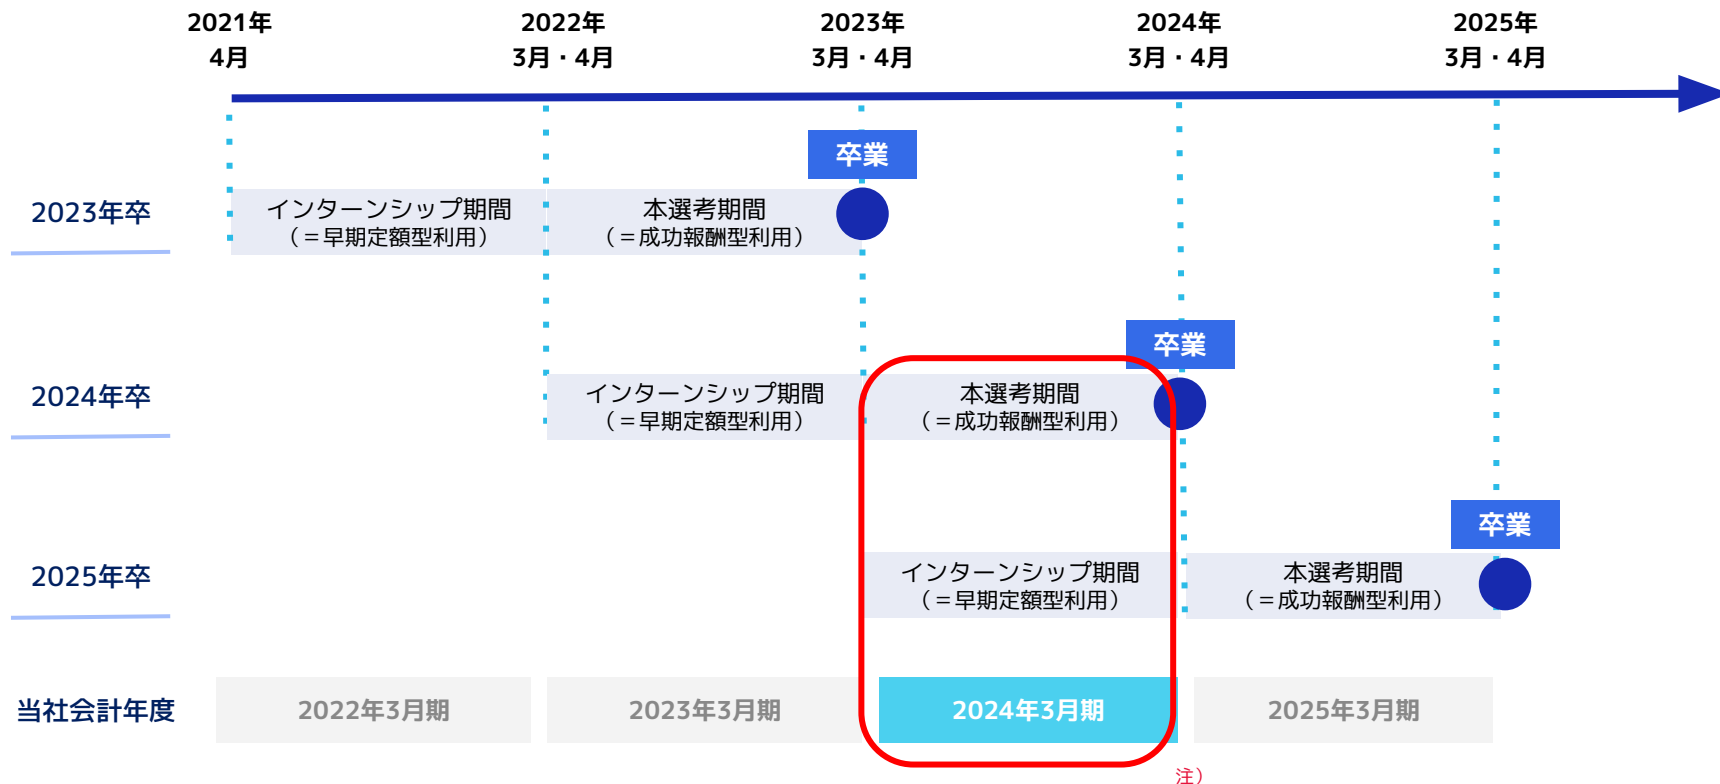 2021年
4月
2022年
3月・4月
2023年
3月・4月
2024年
3月・4月
2025年
3月・4月
卒業
2023年卒
インターンシップ期間
（＝早期定額型利用）
本選考期間
（＝成功報酬型利用）
卒業
2024年卒
インターンシップ期間
（＝早期定額型利用）
本選考期間
（＝成功報酬型利用）
卒業
2025年卒
インターンシップ期間
（＝早期定額型利用）
本選考期間
（＝成功報酬型利用）
当社会計年度
2022年3月期
2023年3月期
2024年3月期
2025年3月期
注）